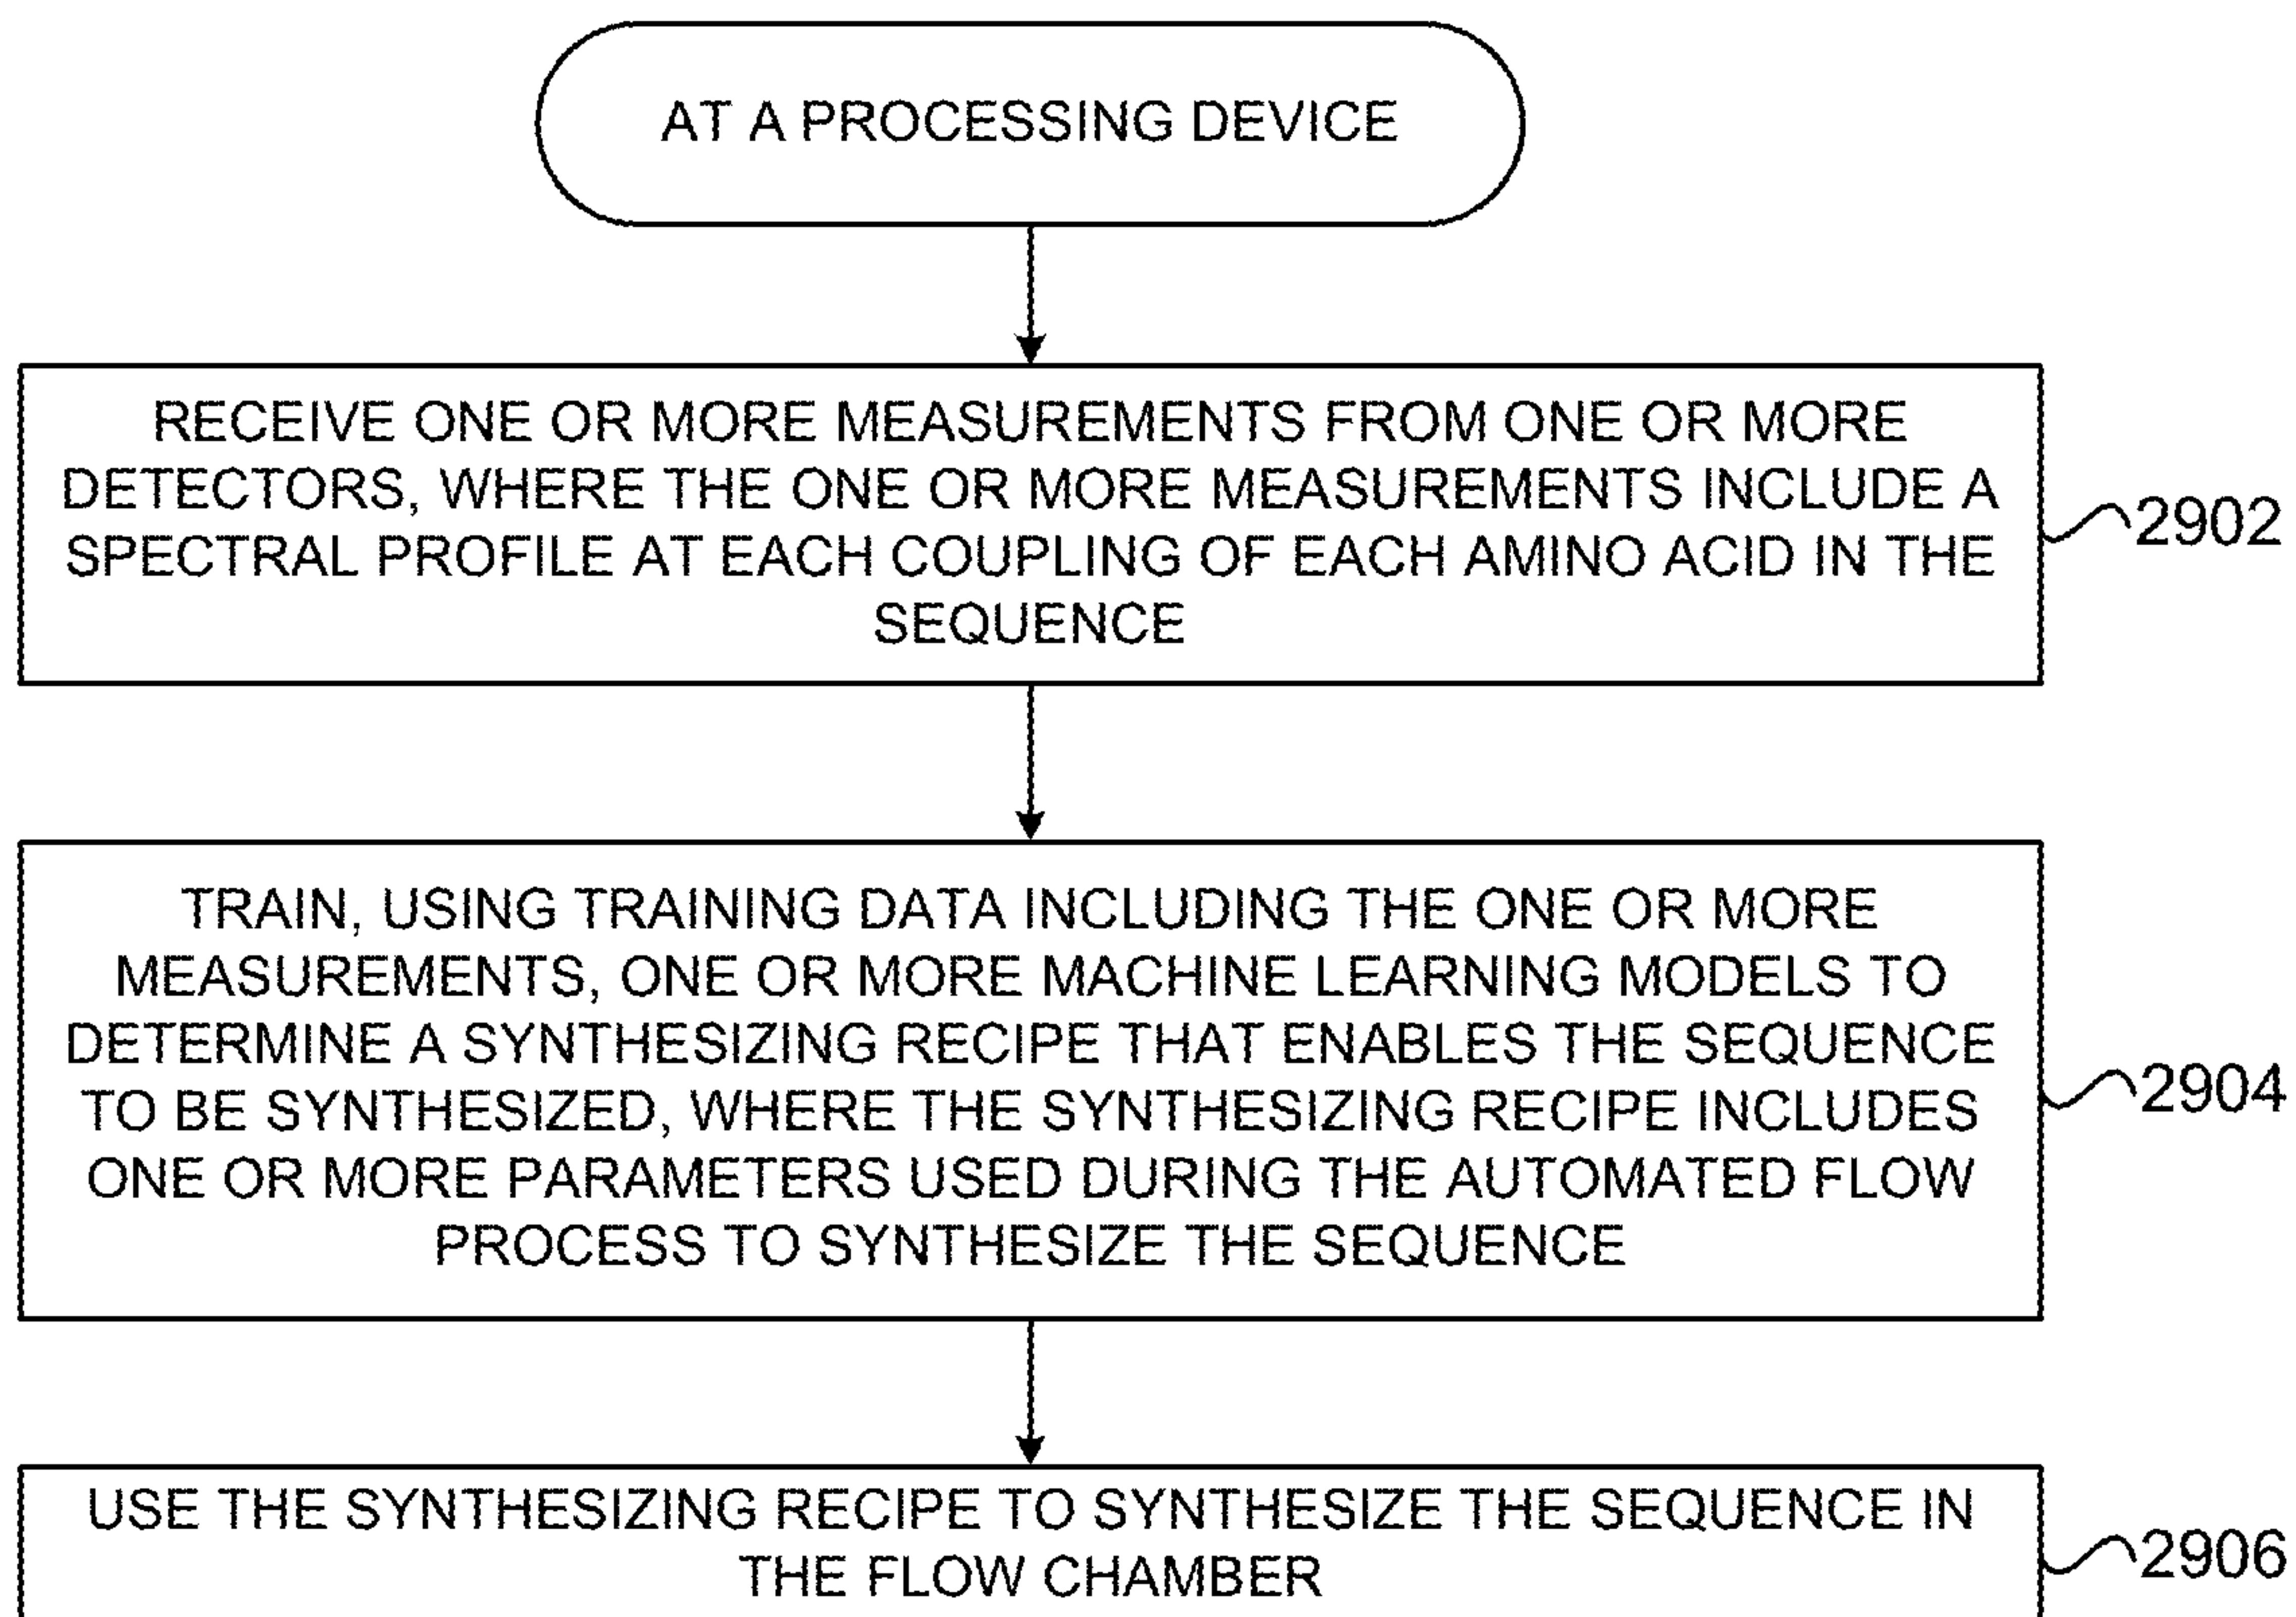 AT A PROCESSING DEVICE
RECEIVE ONE OR MORE MEASUREMENTS FROM ONE OR MORE
DETECTORS, WHERE THE ONE OR MORE MEASUREMENTS INCLUDE A
SPECTRAL PROFILE AT EACH COUPLING OF EACH AMINO ACID IN THE
SEQUENCE
2902
TRAIN, USING TRAINING DATA INCLUDING THE ONE OR MORE
MEASUREMENTS, ONE OR MORE MACHINE LEARNING MODELS TO
DETERMINE A SYNTHESIZING RECIPE THAT ENABLES THE SEQUENCE
TO BE SYNTHESIZED, WHERE THE SYNTHESIZING RECIPE INCLUDES
ONE OR MORE PARAMETERS USED DURING THE AUTOMATED FLOW
PROCESS TO SYNTHESIZE THE SEQUENCE
2904
USE THE SYNTHESIZING RECIPE TO SYNTHESIZE THE SEQUENCE IN
THE FLOW CHAMBER
2906